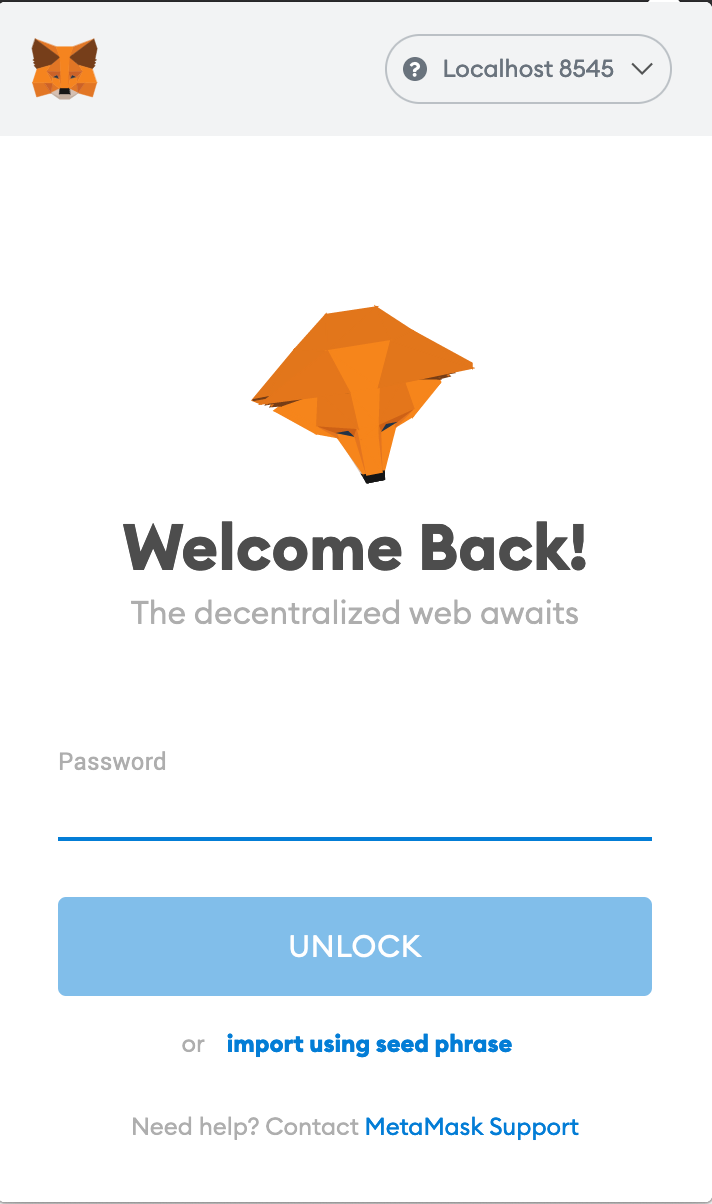 Localhost 8545
Welcome Back!
The decentralized web awaits
Password
UNLOCK
or import using seed phrase
Need help? Contact MetaMask Support